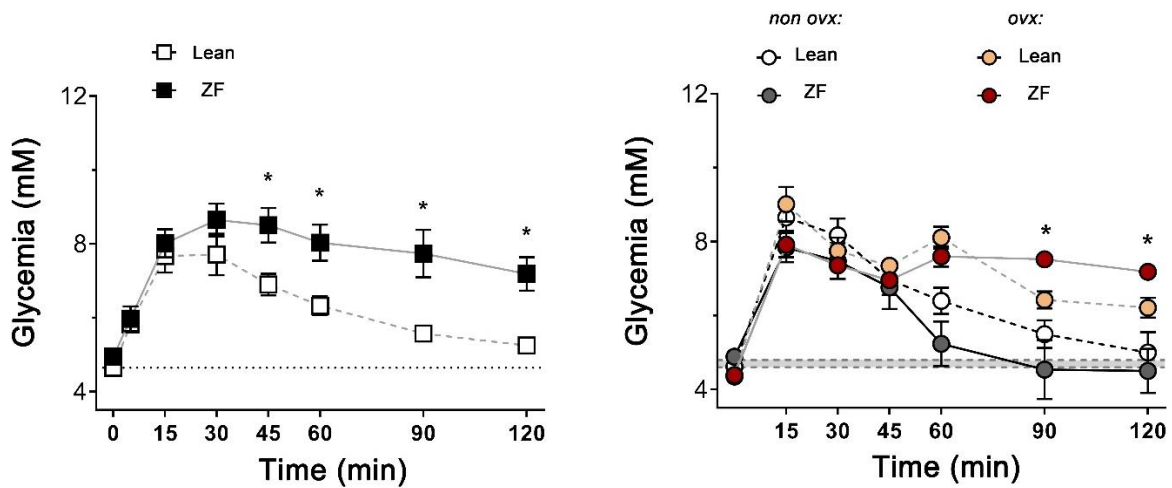 Lean
ZF
12
8
4
Glycemia (mM)
* * * *
0 15 30 45 60 90 120
Time (min)
non ovx: ovx:
Lean Lean
ZF ZF
12
8
4
Glycemia (mM)
* *
15 30 45 60 90 120
Time (min)